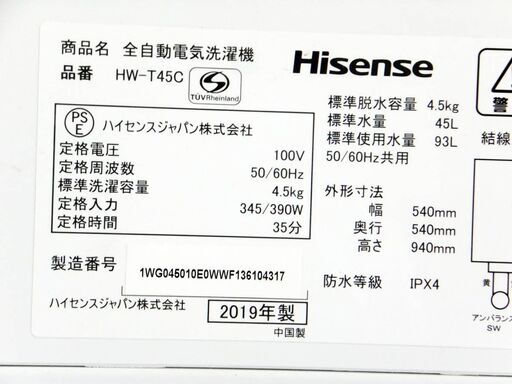 商品名 全自動電気洗濯機
品番 HW-T45C
TÜVRheinland
Hisense
PS
E
ハイセンスジャパン株式会社
定格電圧 100V
定格周波数 50/60Hz
標準洗濯容量 4.5kg
定格入力 345/390W
定格時間 35分
製造番号 1WG045010E0WWF136104317
ハイセンスジャパン株式会社
2019年製
中国製
標準脱水容量 4.5kg
標準水量 45L
標準使用水量 93L
50/60Hz共用
外形寸法
幅 540mm
奥行 540mm
高さ 940mm
防水等級 IPX4
警
結線
黄
アンバランス
SW